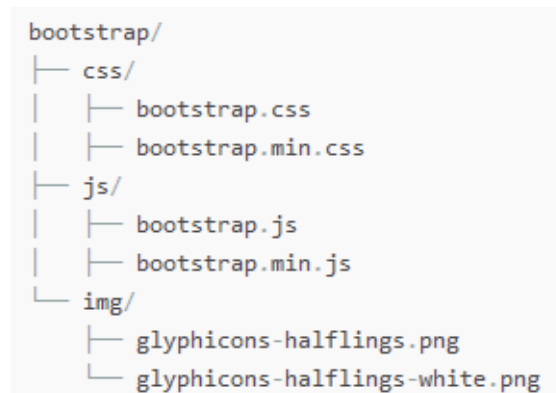 bootstrap/
├── css/
│   ├── bootstrap.css
│   ├── bootstrap.min.css
├── js/
│   ├── bootstrap.js
│   ├── bootstrap.min.js
└── img/
    ├── glyphicons-halflings.png
    └── glyphicons-halflings-white.png